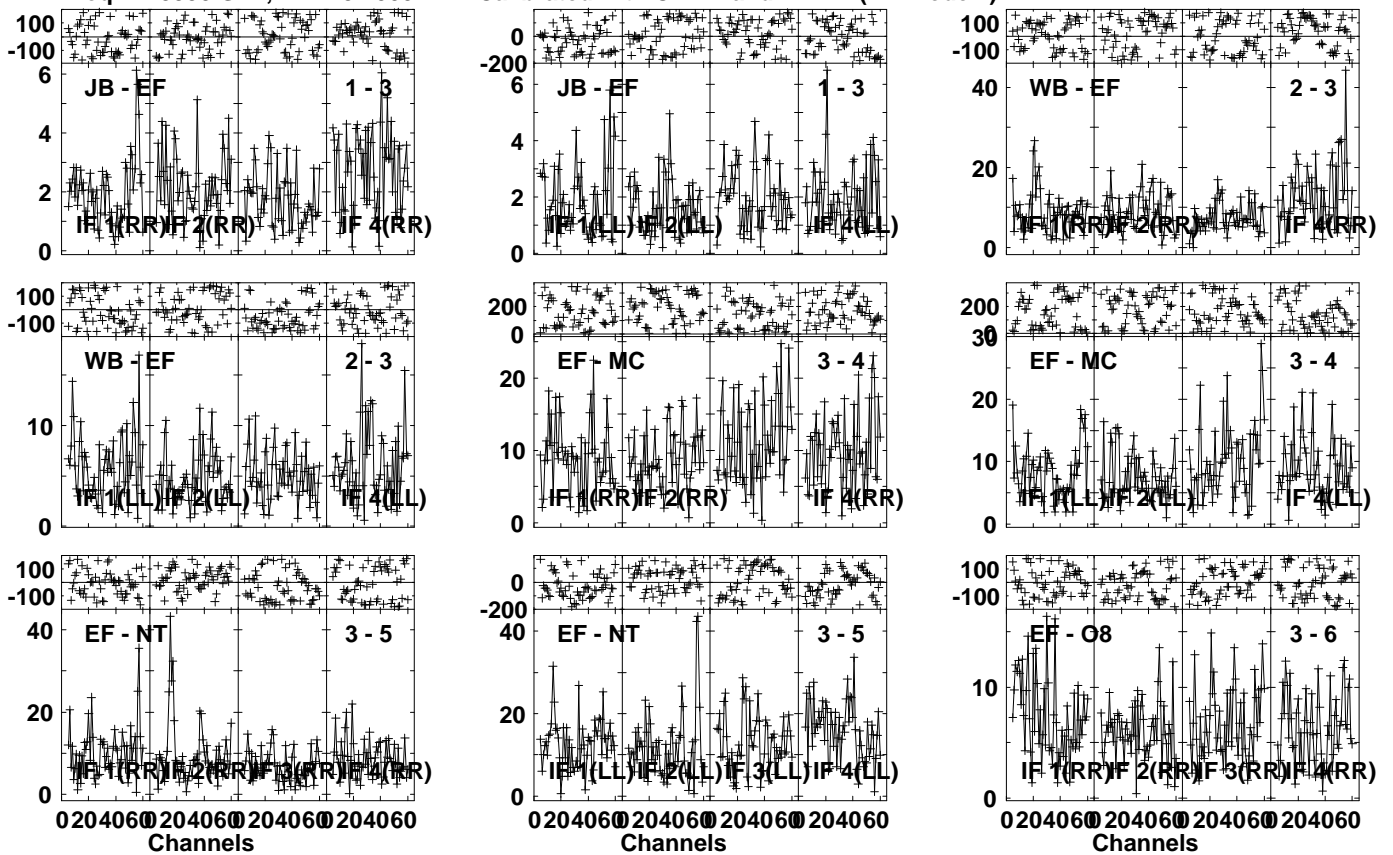 100
-100
0
-200
100
-100
6
4
2
0
JB - EF
1 - 3
IF 1(RR)
IF 2(RR)
IF 4(RR)
6
4
2
0
JB - EF
1 - 3
IF 1(LL)
IF 2(LL)
IF 4(LL)
40
20
0
WB - EF
2 - 3
IF 1(RR)
IF 2(RR)
IF 4(RR)
100
-100
200
0
200
0
10
0
WB - EF
2 - 3
IF 1(LL)
IF 2(LL)
IF 4(LL)
20
10
0
EF - MC
3 - 4
IF 1(RR)
IF 2(RR)
IF 4(RR)
30
20
10
0
EF - MC
3 - 4
IF 1(LL)
IF 2(LL)
IF 4(LL)
100
-100
0
-200
100
-100
40
20
0
EF - NT
3 - 5
IF 1(RR)
IF 2(RR)
IF 3(RR)
IF 4(RR)
40
20
0
EF - NT
3 - 5
IF 1(LL)
IF 2(LL)
IF 3(LL)
IF 4(LL)
10
0
EF - O8
3 - 6
IF 1(RR)
IF 2(RR)
IF 3(RR)
IF 4(RR)
0 20 40 60 0 20 40 60 0 20 40 60 0 20 40 60
Channels
0 20 40 60 0 20 40 60 0 20 40 60 0 20 40 60
Channels
0 20 40 60 0 20 40 60 0 20 40 60 0 20 40 60
Channels